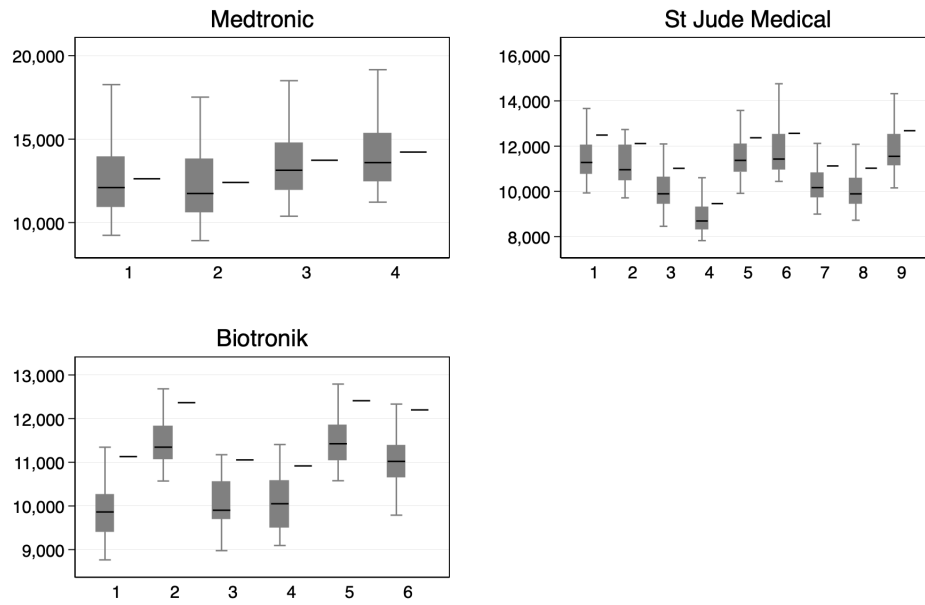 Medtronic
20,000
15,000
10,000
1 2 3 4
St Jude Medical
16,000
14,000
12,000
10,000
8,000
1 2 3 4 5 6 7 8 9
Biotronik
13,000
12,000
11,000
10,000
9,000
1 2 3 4 5 6